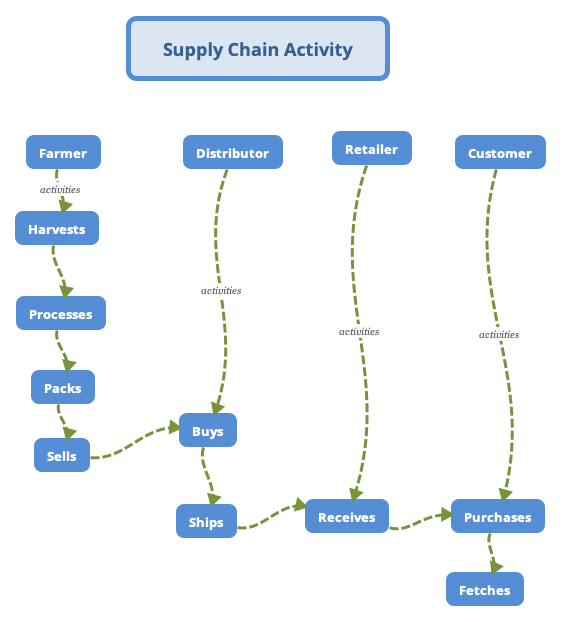 Supply Chain Activity
Farmer
Distributor
Retailer
Customer
activities
Harvests
activities
Processes
activities
activities
Packs
Buys
Sells
Ships
Receives
Purchases
Fetches